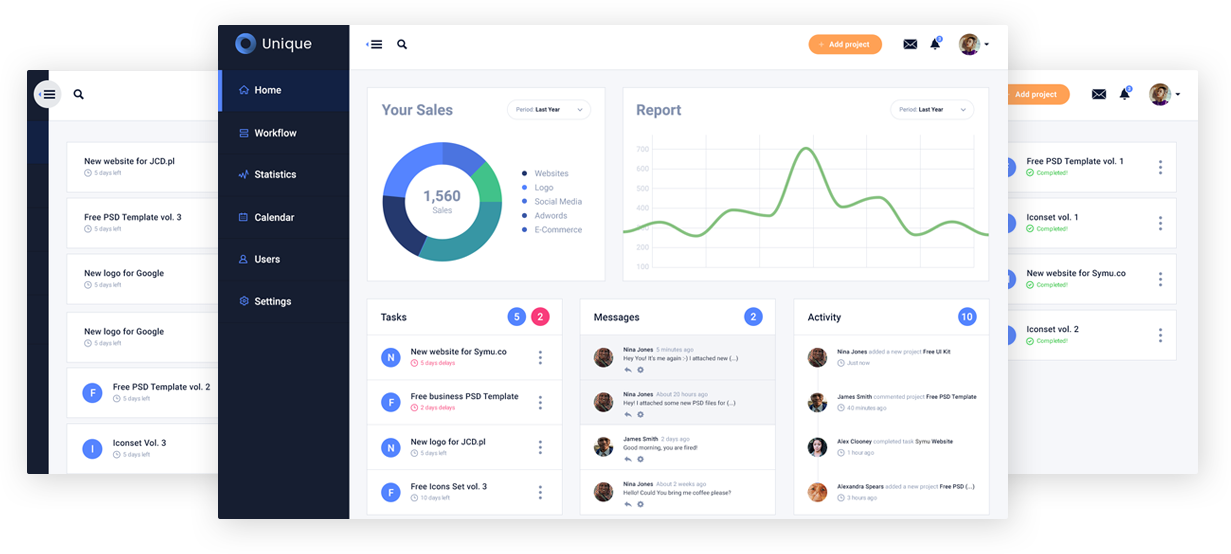 Unique
Add project
3
Home
Workflow
Statistics
Calendar
Users
Settings
Your Sales
Period: Last Year
1,560
Sales
Websites
Logo
Social Media
Adwords
E-Commerce
Report
Period: Last Year
700
600
500
400
200
100
Tasks
5
2
N
New website for Symu.co
5 days delays
F
Free business PSD Template
2 days delays
N
New logo for JCD.pl
5 days left
F
Free Icons Set vol. 3
10 days left
Messages
2
Nina Jones 5 minutes ago
Hey You! It's me again :-) I attached new (...)
Nina Jones About 20 hours ago
Hey! I attached some new PSD files for (...)
James Smith 2 days ago
Good morning, you are fired!
Nina Jones About 2 weeks ago
Hello! Could You bring me coffee please?
Activity
10
Nina Jones added a new project Free UI Kit
Just now
James Smith commented project Free PSD Template
40 minutes ago
Alex Clooney completed task Symu Website
1 hour ago
Alexandra Spears added a new project Free PSD (...)
3 hours ago
New website for JCD.pl
5 days left
Free PSD Template vol. 3
5 days left
New logo for Google
5 days left
New logo for Google
5 days left
F
Free PSD Template vol. 2
5 days left
I
Iconset Vol. 3
5 days left
Add project
3
Free PSD Template vol. 1
Completed!
Iconset vol. 1
Completed!
New website for Symu.co
Completed!
Iconset vol. 2
Completed!